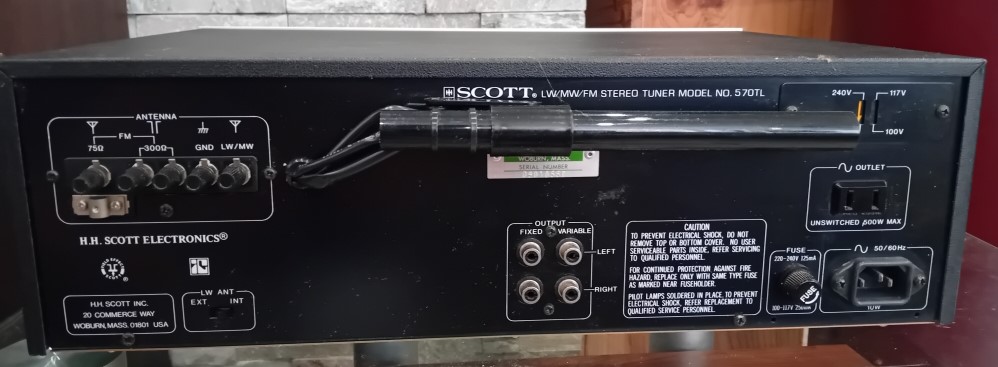 SCOTT® LW/MW/FM STEREO TUNER MODEL NO. 570TL
240V
117V
100V
ANTENNA
FM
75Ω
300Ω
GND
LW/MW
WOBURN, MASS.
SERIAL NUMBER
OUTLET
UNSWITCHED 500W MAX
H.H. SCOTT ELECTRONICS®
OUTPUT
FIXED
VARIABLE
LEFT
RIGHT
CAUTION
TO PREVENT ELECTRICAL SHOCK, DO NOT
REMOVE TOP OR BOTTOM COVER. NO USER
SERVICEABLE PARTS INSIDE, REFER SERVICING
TO QUALIFIED PERSONNEL.
FOR CONTINUED PROTECTION AGAINST FIRE
HAZARD, REPLACE ONLY WITH SAME TYPE FUSE
AS MARKED NEAR FUSEHOLDER.
PILOT LAMPS SOLDERED IN PLACE, TO PREVENT
ELECTRICAL SHOCK, REFER REPLACEMENT TO
QUALIFIED SERVICE PERSONNEL.
FUSE
220-240V 125mA
FUSE
100-117V 250mA
50/60Hz
LW ANT
EXT
INT
H.H. SCOTT INC.
20 COMMERCE WAY
WOBURN, MASS. 01801 USA